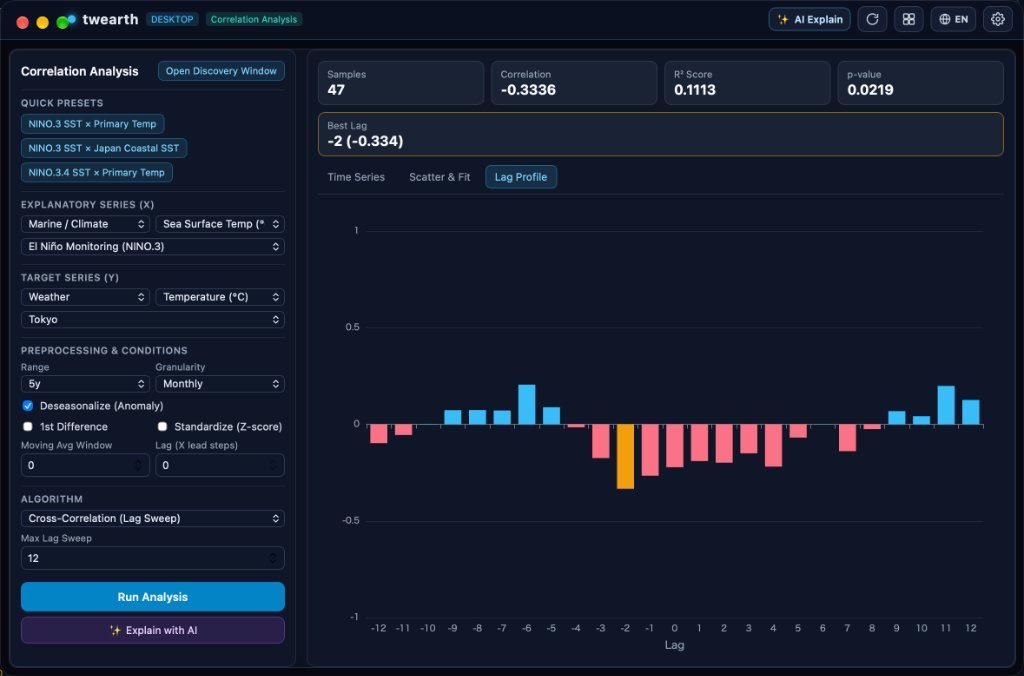 twearth DESKTOP Correlation Analysis ✨ AI Explain EN
Correlation Analysis Open Discovery Window
QUICK PRESETS
NINO.3 SST × Primary Temp
NINO.3 SST × Japan Coastal SST
NINO.3.4 SST × Primary Temp
EXPLANATORY SERIES (X)
Marine / Climate Sea Surface Temp (°
El Niño Monitoring (NINO.3)
TARGET SERIES (Y)
Weather Temperature (°C)
Tokyo
PREPROCESSING & CONDITIONS
Range Granularity
5y Monthly
Deseasonalize (Anomaly)
1st Difference Standardize (Z-score)
Moving Avg Window Lag (X lead steps)
0 0
ALGORITHM
Cross-Correlation (Lag Sweep)
Max Lag Sweep
12
Run Analysis
✨ Explain with AI
Samples Correlation R² Score p-value
47 -0.3336 0.1113 0.0219
Best Lag
-2 (-0.334)
Time Series Scatter & Fit Lag Profile
1
0.5
0
-0.5
-1
-12 -11 -10 -9 -8 -7 -6 -5 -4 -3 -2 -1 0 1 2 3 4 5 6 7 8 9 10 11 12
Lag